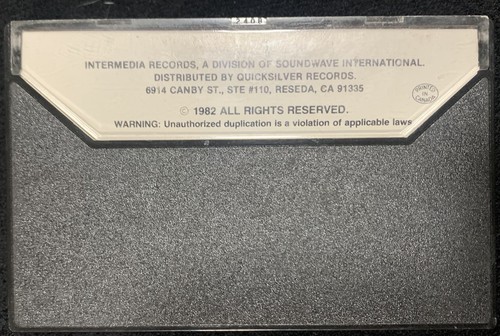 INTERMEDIA RECORDS, A DIVISION OF SOUNDWAVE INTERNATIONAL.
DISTRIBUTED BY QUICKSILVER RECORDS.
6914 CANBY ST., STE #110, RESEDA, CA 91335
PRINTED
IN
CANADA
© 1982 ALL RIGHTS RESERVED.
WARNING: Unauthorized duplication is a violation of applicable laws